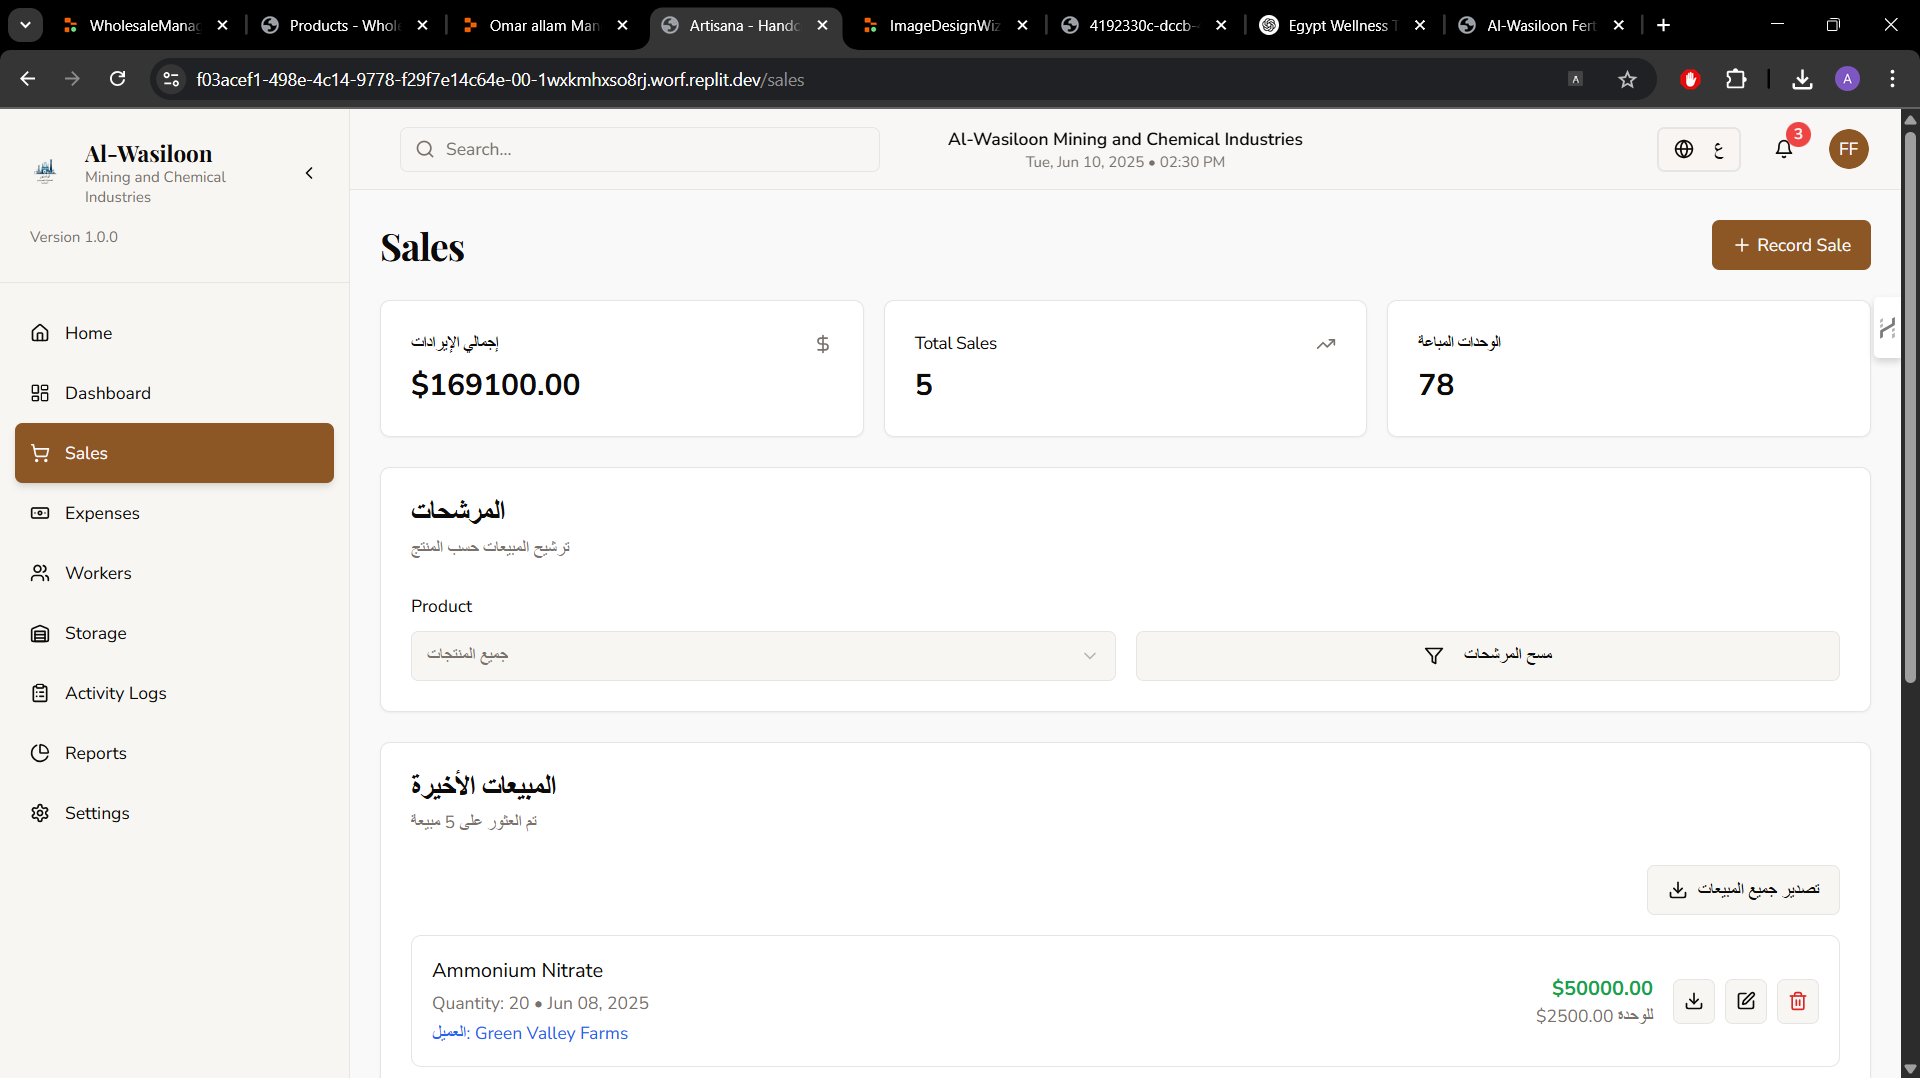 WholesaleManag
Products - Whole
Omar allam Man
Artisana - Handc
ImageDesignWiz
4192330c-dccb-4
Egypt Wellness T
Al-Wasiloon Fert
f03acef1-498e-4c14-9778-f29f7e14c64e-00-1wxkmhxso8rj.worf.replit.dev/sales
A
Al-Wasiloon
Mining and Chemical
Industries
Version 1.0.0
Home
Dashboard
Sales
Expenses
Workers
Storage
Activity Logs
Reports
Settings
Search...
Al-Wasiloon Mining and Chemical Industries
Tue, Jun 10, 2025 • 02:30 PM
ع
3
FF
Sales
+ Record Sale
إجمالي الإيرادات
$
$169100.00
Total Sales
5
الوحدات المباعة
78
المرشحات
ترشيح المبيعات حسب المنتج
Product
جميع المنتجات
مسح المرشحات
المبيعات الأخيرة
تم العثور على 5 مبيعة
تصدير جميع المبيعات
Ammonium Nitrate
Quantity: 20 • Jun 08, 2025
العميل: Green Valley Farms
$50000.00
$2500.00 للوحدة